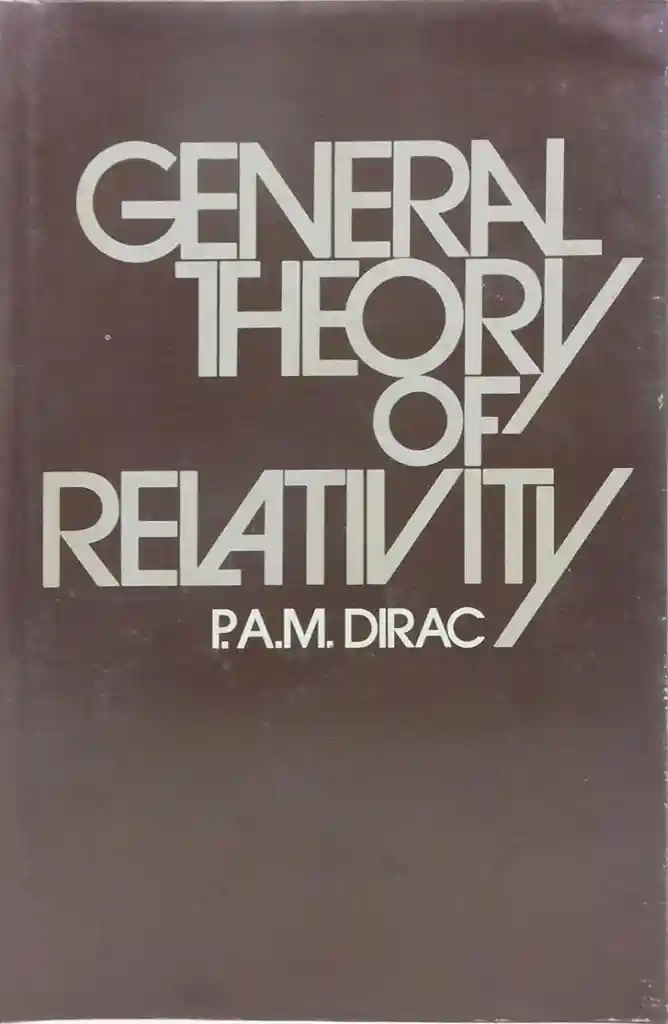 GENERAL
THEORY
OF
RELATIVITY
P.A.M. DIRAC